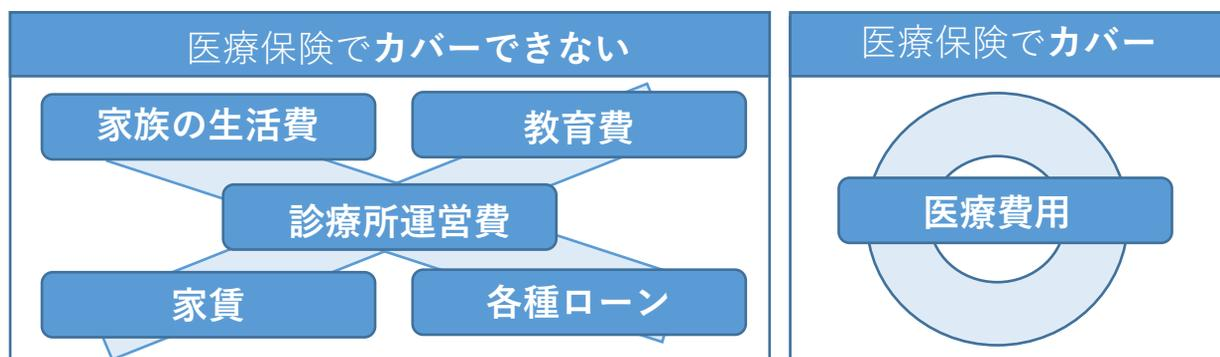 医療保険でカバーできない
家族の生活費
教育費
診療所運営費
家賃
各種ローン
医療保険でカバー
医療費用